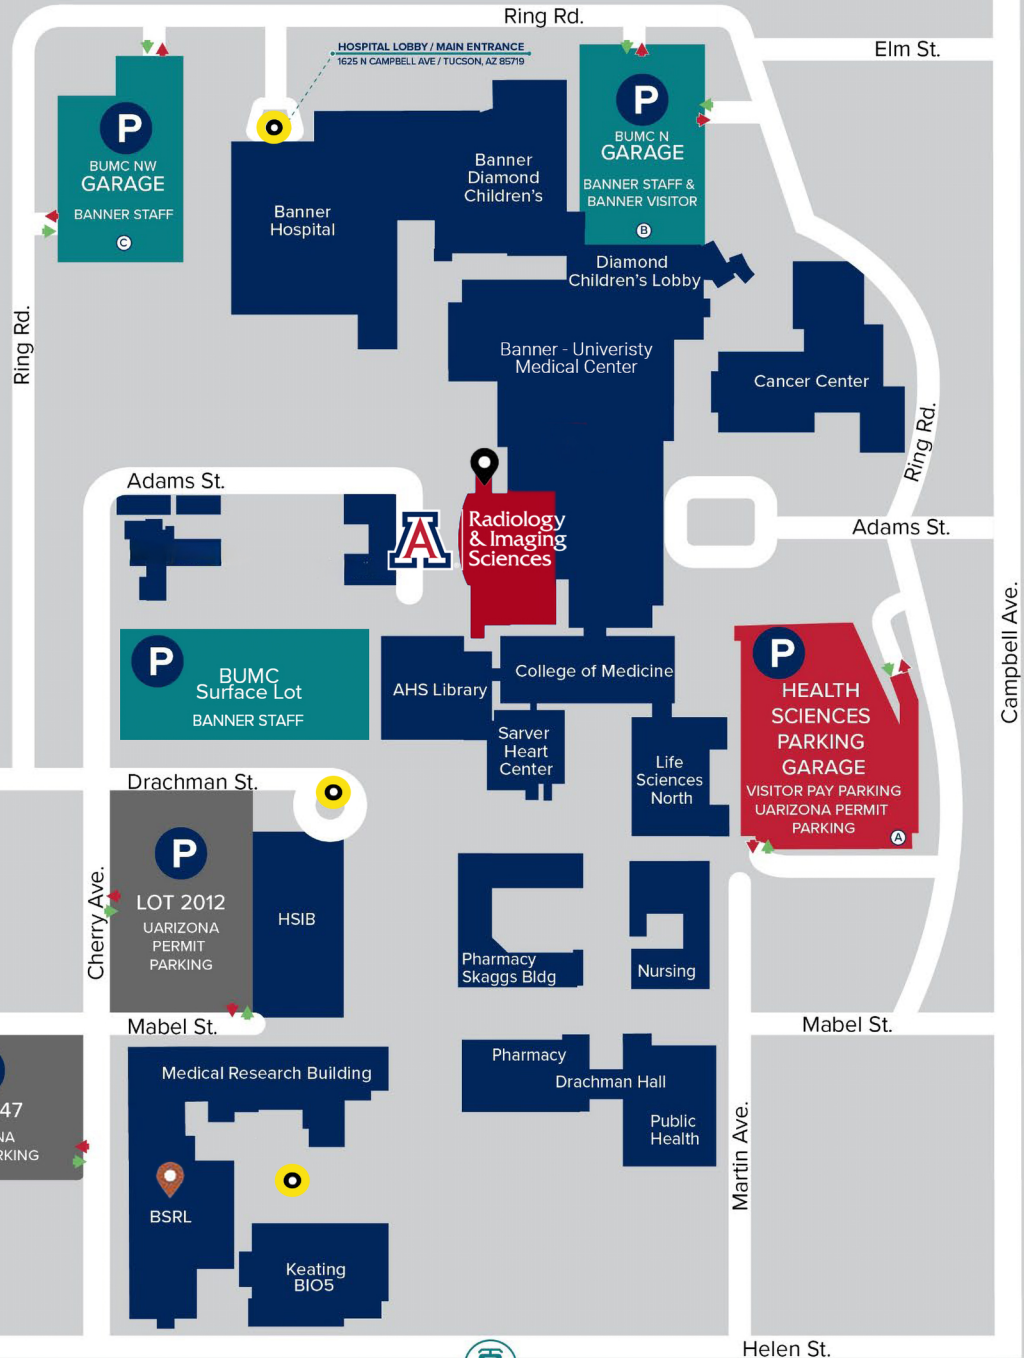 Ring Rd.
Elm St.
HOSPITAL LOBBY / MAIN ENTRANCE
1625 N CAMPBELL AVE / TUCSON, AZ 85719
P
BUMC NW
GARAGE
BANNER STAFF
C
P
BUMC N
GARAGE
BANNER STAFF &
BANNER VISITOR
B
Banner
Diamond
Children's
Banner
Hospital
Diamond
Children's Lobby
Ring Rd.
Banner - Univeristy
Medical Center
Cancer Center
Ring Rd.
Adams St.
A
Radiology
& Imaging
Sciences
Adams St.
Campbell Ave.
P
BUMC
Surface Lot
BANNER STAFF
AHS Library
College of Medicine
Sarver
Heart
Center
Life
Sciences
North
P
HEALTH
SCIENCES
PARKING
GARAGE
VISITOR PAY PARKING
UARIZONA PERMIT
PARKING
A
Drachman St.
P
LOT 2012
UARIZONA
PERMIT
PARKING
HSIB
Cherry Ave.
Pharmacy
Skaggs Bldg
Nursing
Mabel St.
Mabel St.
47
NA
RKING
Medical Research Building
BSRL
Keating
BIO5
Pharmacy
Drachman Hall
Public
Health
Martin Ave.
Helen St.